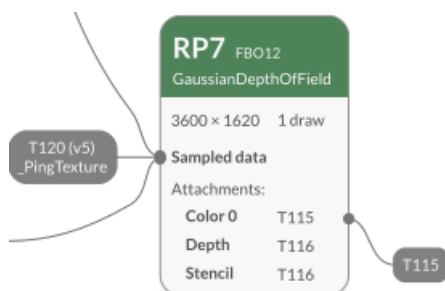 RP7 FBO12
GaussianDepthOfField
3600 × 1620 1 draw
T120 (v5)
_PingTexture
Sampled data
Attachments:
Color 0 T115
Depth T116
Stencil T116
T115